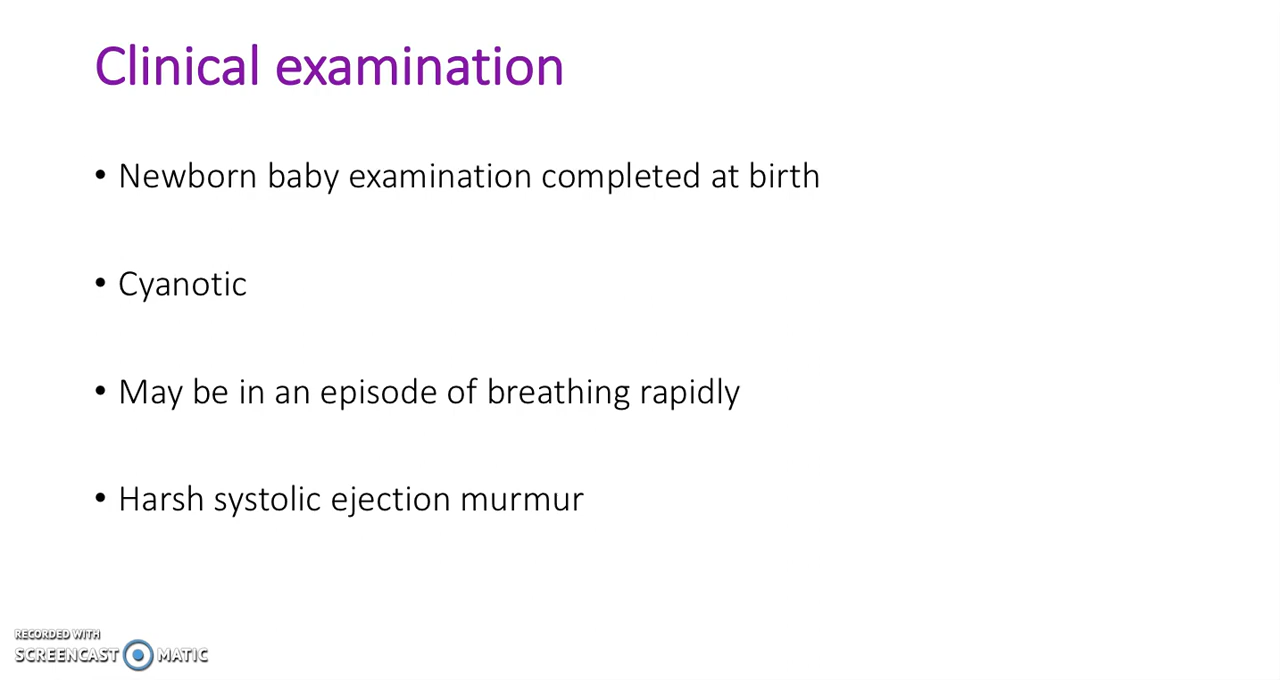 Clinical examination
• Newborn baby examination completed at birth
• Cyanotic
• May be in an episode of breathing rapidly
• Harsh systolic ejection murmur
RECORDED WITH
SCREENCAST MATIC